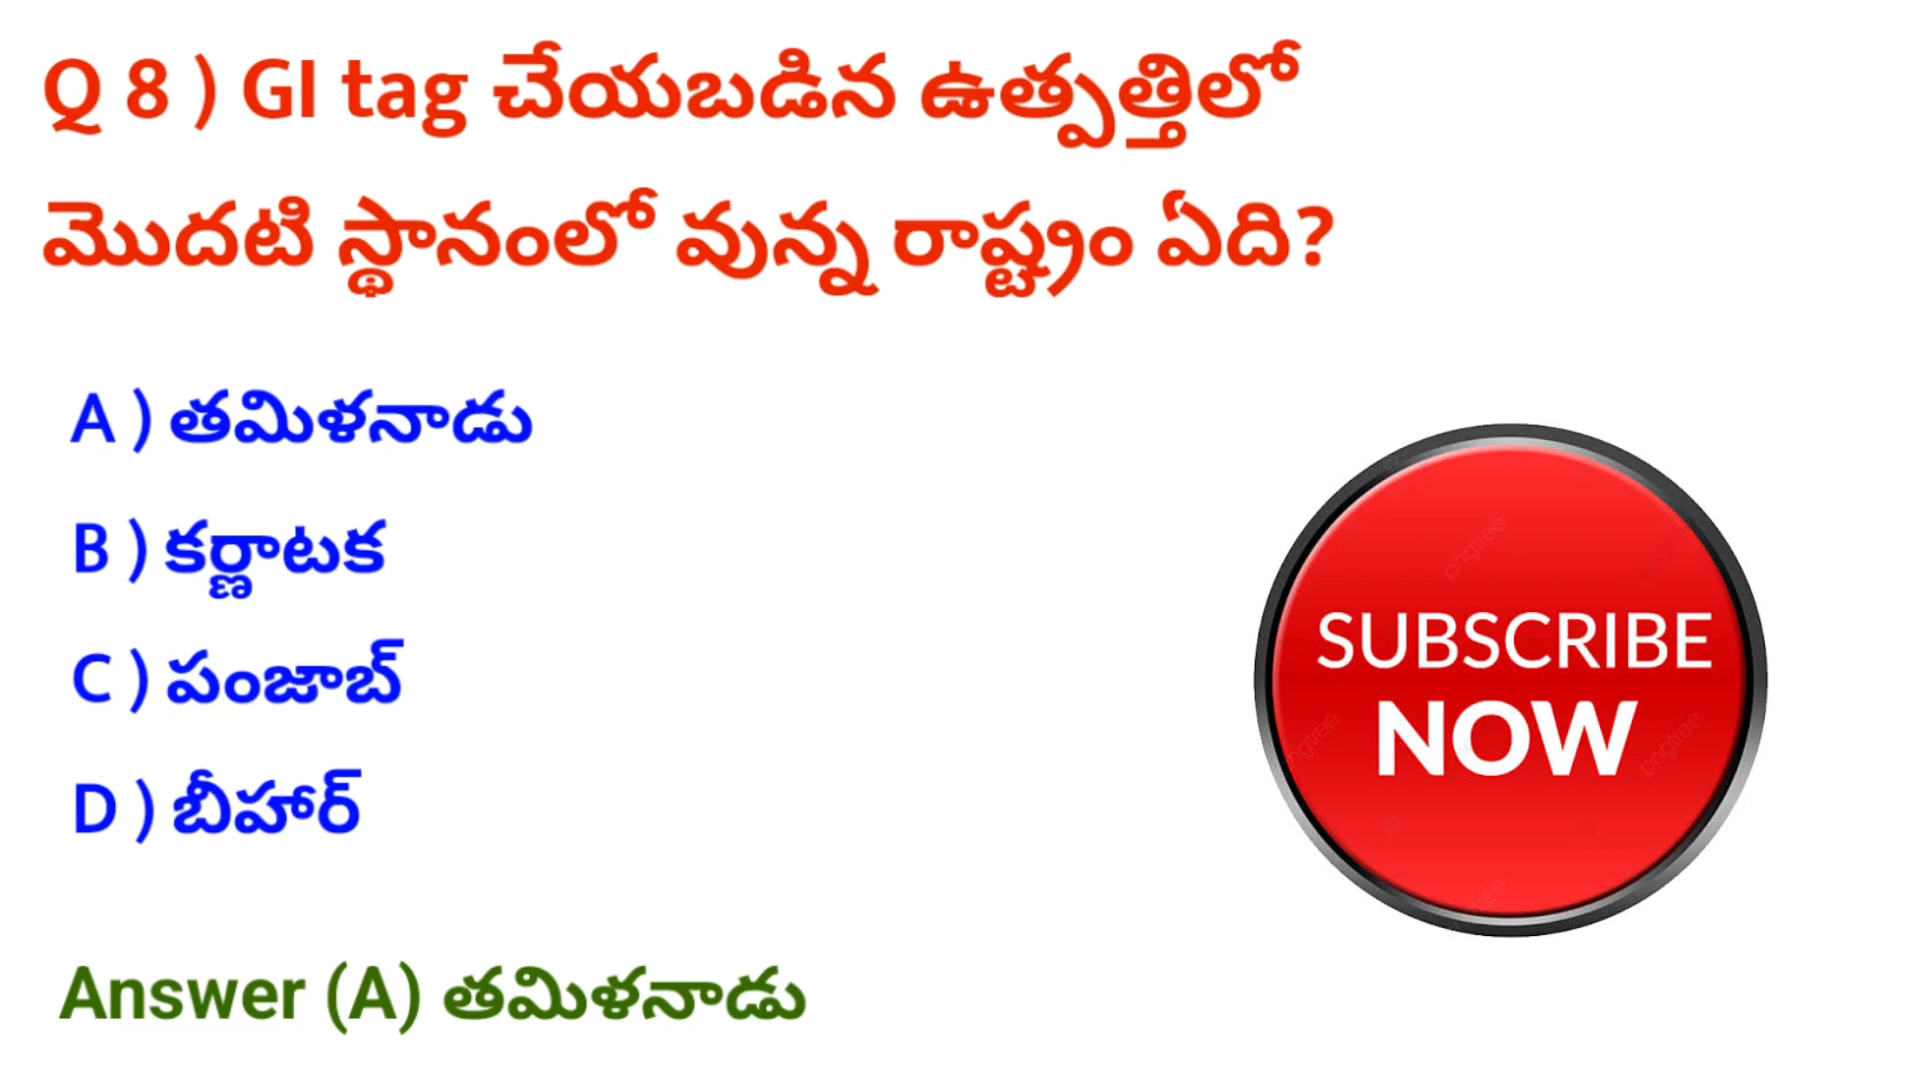 Q 8 ) GI tag చేయబడిన ఉత్పత్తిలో
మొదటి స్థానంలో వున్న రాష్ట్రం ఏది?
A ) తమిళనాడు
B ) కర్ణాటక
C ) పంజాబ్
D ) బీహార్
SUBSCRIBE
NOW
Answer (A) తమిళనాడు